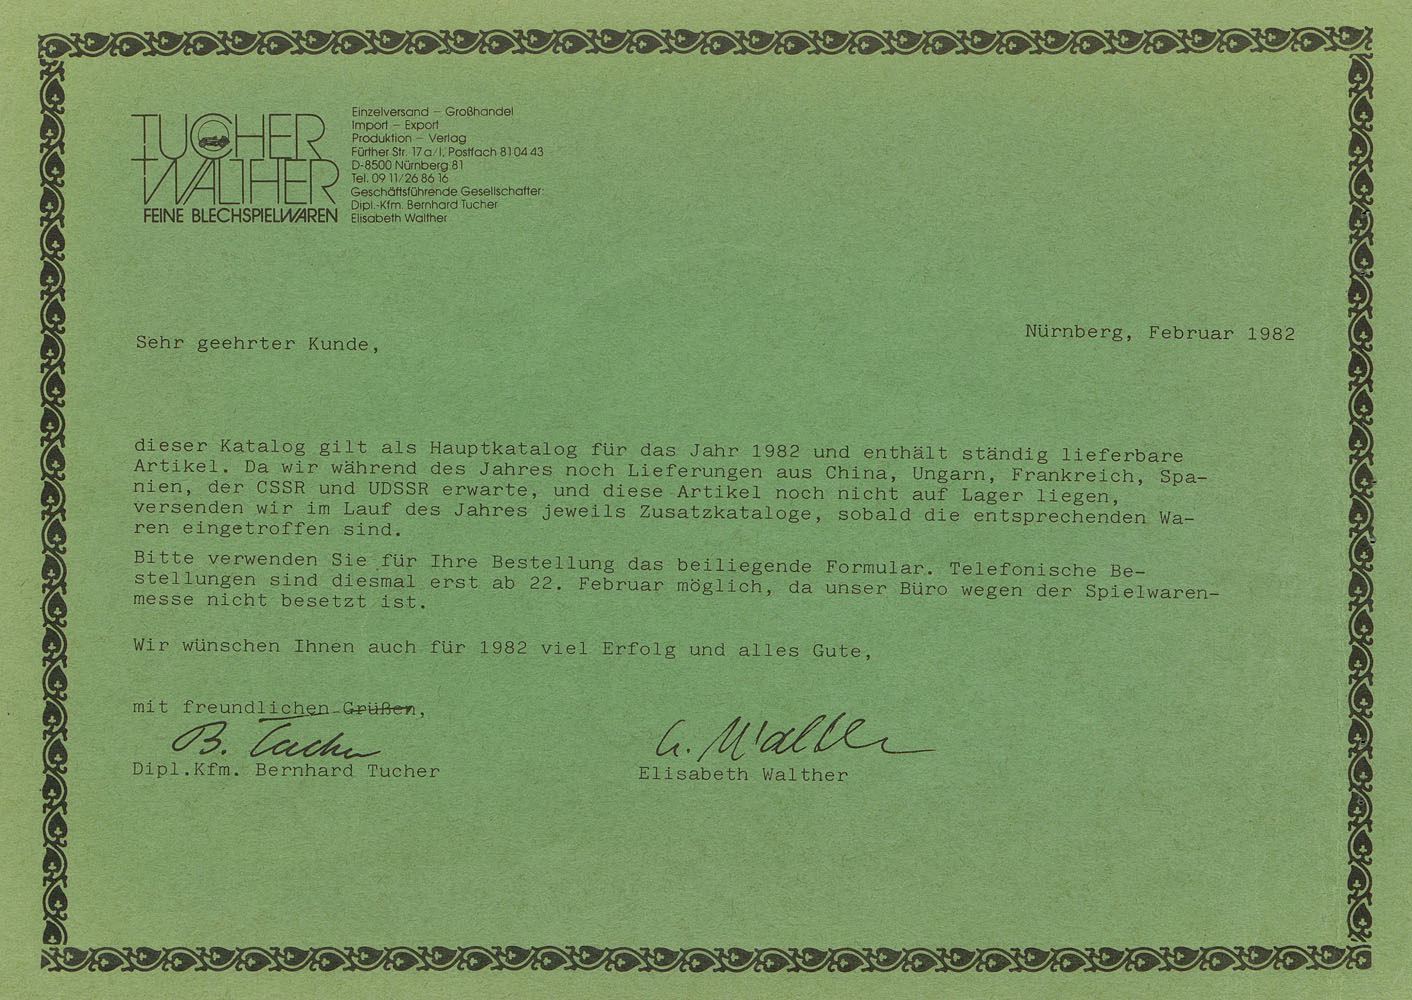 TUCHER
WALTHER
FEINE BLECHSPIELWAREN
Einzelversand – Großhandel
Import – Export
Produktion – Verlag
Fürther Str. 17a/I, Postfach 81 04 43
D-8500 Nürnberg 81
Tel. 09 11/26 86 16
Geschäftsführende Gesellschafter:
Dipl.-Kfm. Bernhard Tucher
Elisabeth Walther
Nürnberg, Februar 1982
Sehr geehrter Kunde,
dieser Katalog gilt als Hauptkatalog für das Jahr 1982 und enthält ständig lieferbare
Artikel. Da wir während des Jahres noch Lieferungen aus China, Ungarn, Frankreich, Spa-
nien, der CSSR und UDSSR erwarte, und diese Artikel noch nicht auf Lager liegen,
versenden wir im Lauf des Jahres jeweils Zusatzkataloge, sobald die entsprechenden Wa-
ren eingetroffen sind.
Bitte verwenden Sie für Ihre Bestellung das beiliegende Formular. Telefonische Be-
stellungen sind diesmal erst ab 22. Februar möglich, da unser Büro wegen der Spielwaren-
messe nicht besetzt ist.
Wir wünschen Ihnen auch für 1982 viel Erfolg und alles Gute,
mit freundlichen Grüßen,
B. Tucher
E. Walther
Dipl.Kfm. Bernhard Tucher
Elisabeth Walther